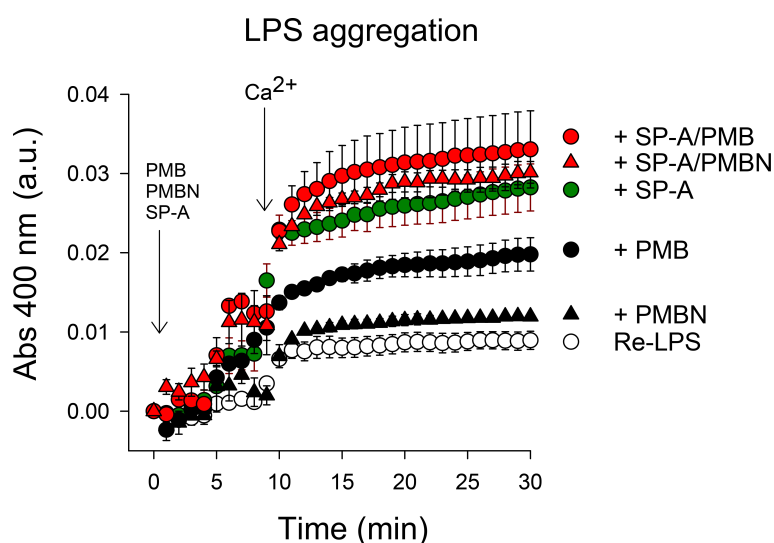 LPS aggregation
Abs 400 nm (a.u.)
0.04
0.03
0.02
0.01
0.00
Ca2+
PMB
PMBN
SP-A
+ SP-A/PMB
+ SP-A/PMBN
+ SP-A
+ PMB
+ PMBN
Re-LPS
0 5 10 15 20 25 30
Time (min)